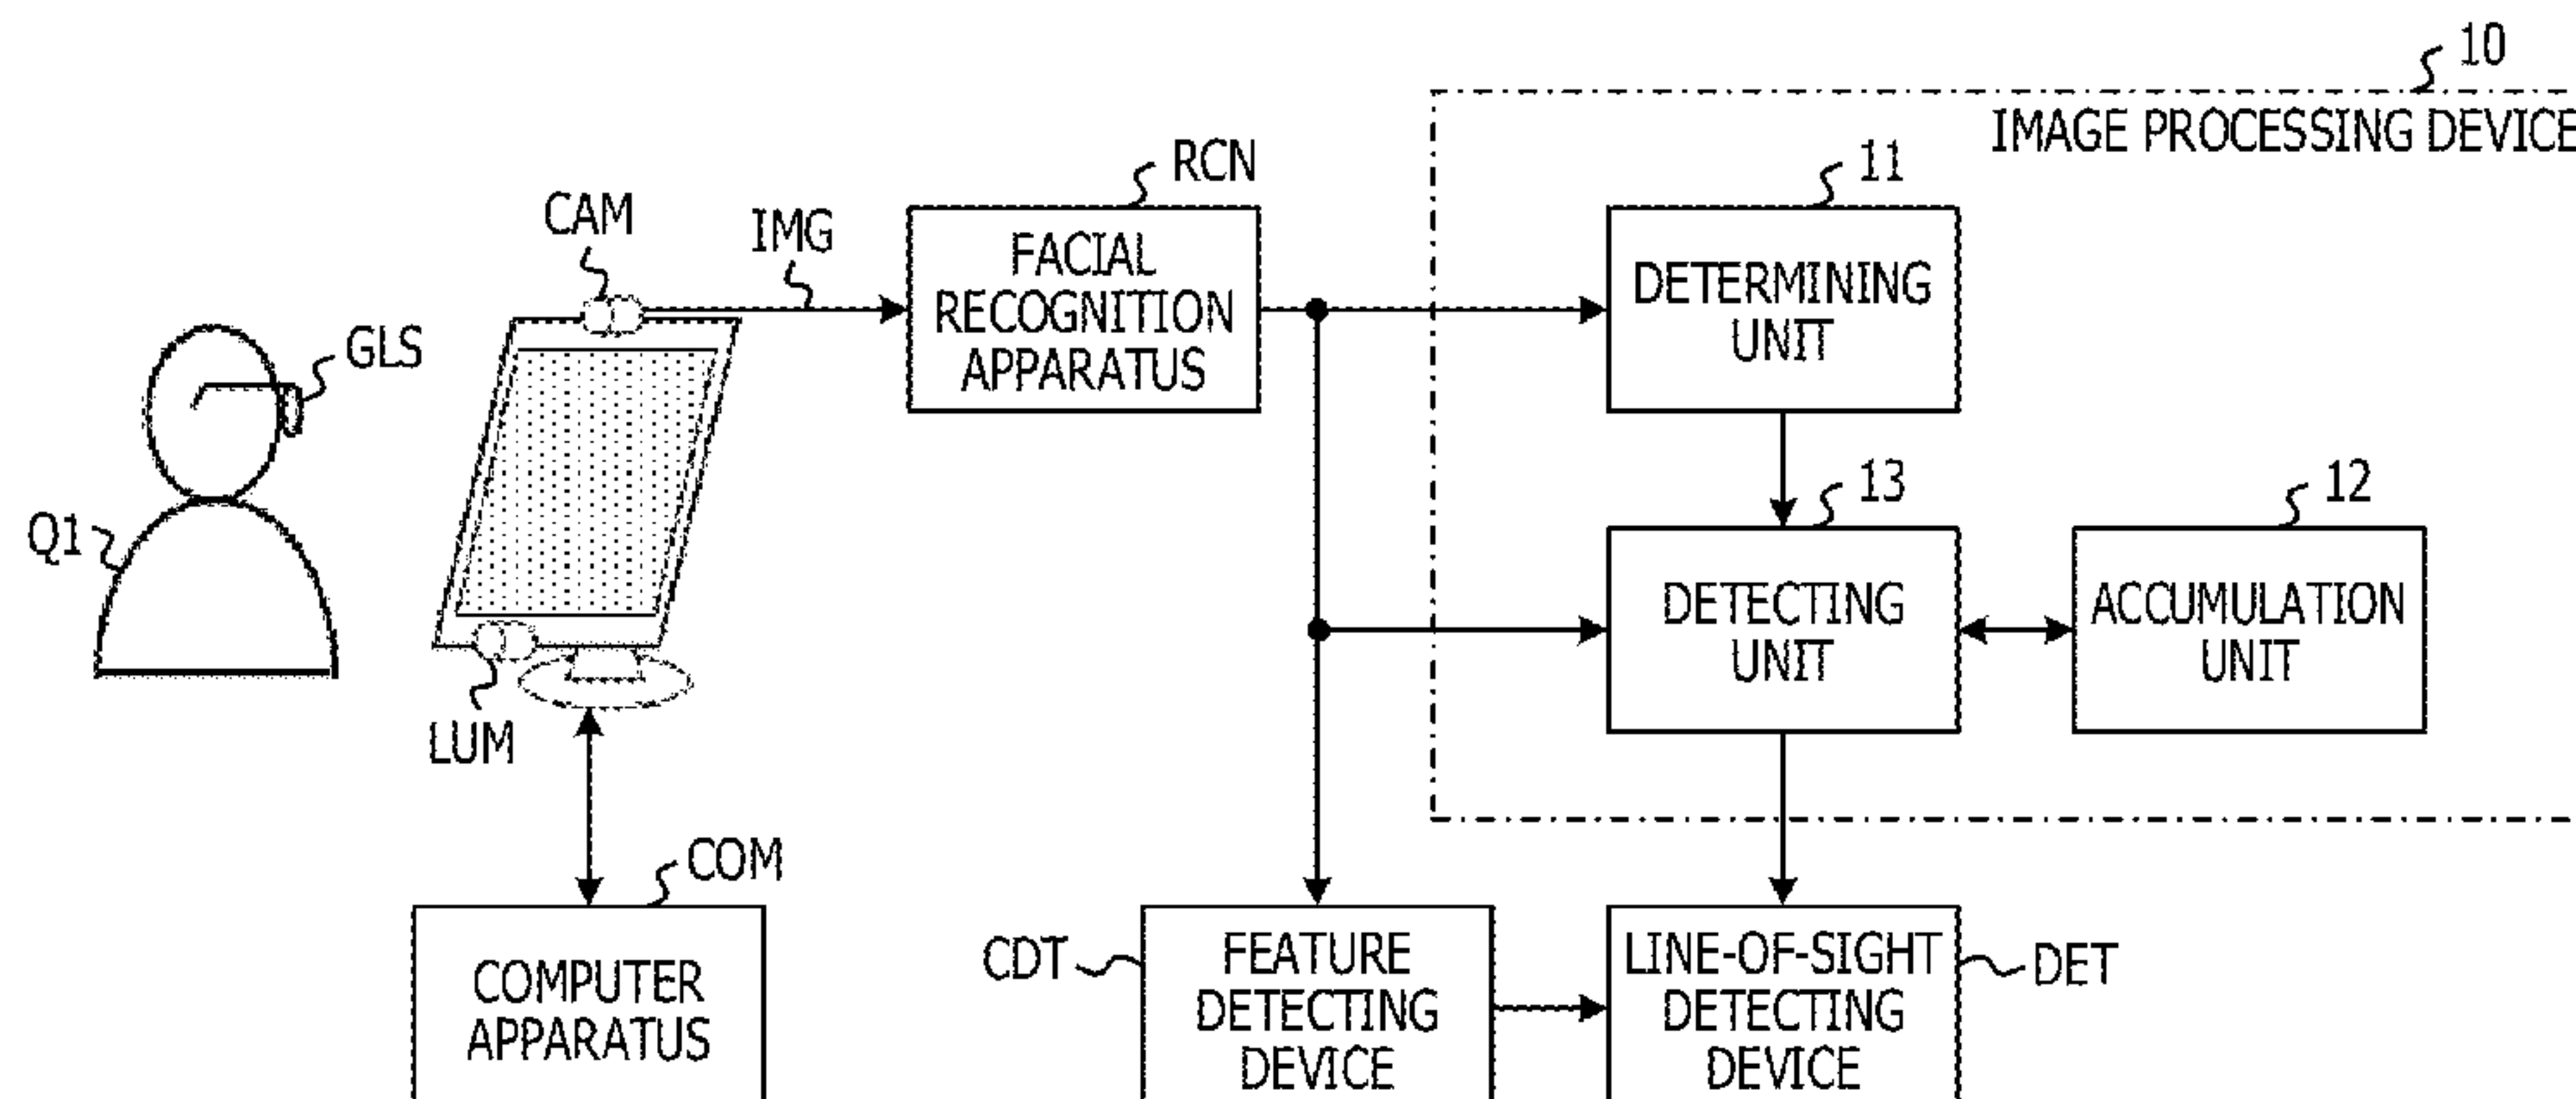 10
IMAGE PROCESSING DEVICE
RCN
11
CAM
IMG
FACIAL
RECOGNITION
APPARATUS
DETERMINING
UNIT
GLS
13
12
Q1
DETECTING
UNIT
ACCUMULATION
UNIT
LUM
COM
COMPUTER
APPARATUS
CDT
FEATURE
DETECTING
DEVICE
LINE-OF-SIGHT
DETECTING
DEVICE
DET